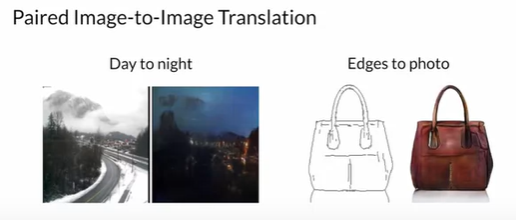 Paired Image-to-Image Translation
Day to night
Edges to photo